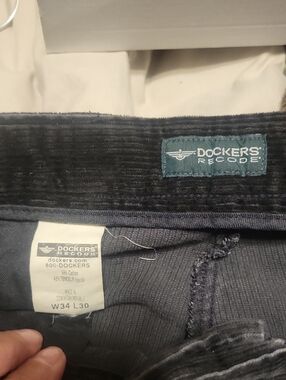 DOCKERS®
RECODE®
DOCKERS®
RECODE®
dockers.com
800-DOCKERS
W34 L30